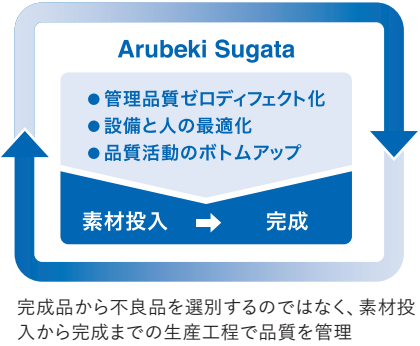 Arubeki Sugata
●管理品質ゼロディフェクト化
●設備と人の最適化
●品質活動のボトムアップ
素材投入 ➡ 完成
完成品から不良品を選別するのではなく、素材投
入から完成までの生産工程で品質を管理